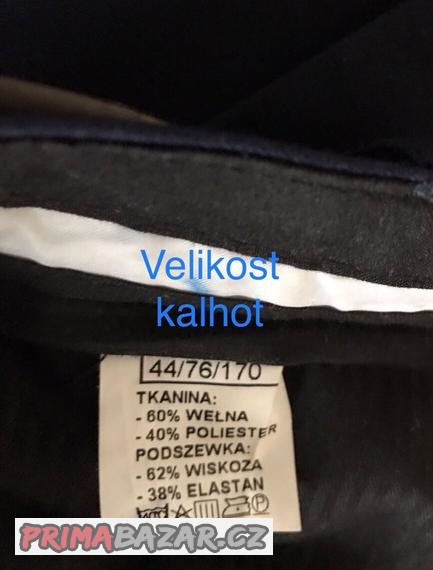 Velikost
kalhot
44/76/170
TKANINA:
- 60% WEŁNA
- 40% POLIESTER
PODSZEWKA:
- 62% WISKOZA
- 38% ELASTAN
P
PRIMABAZAR.CZ